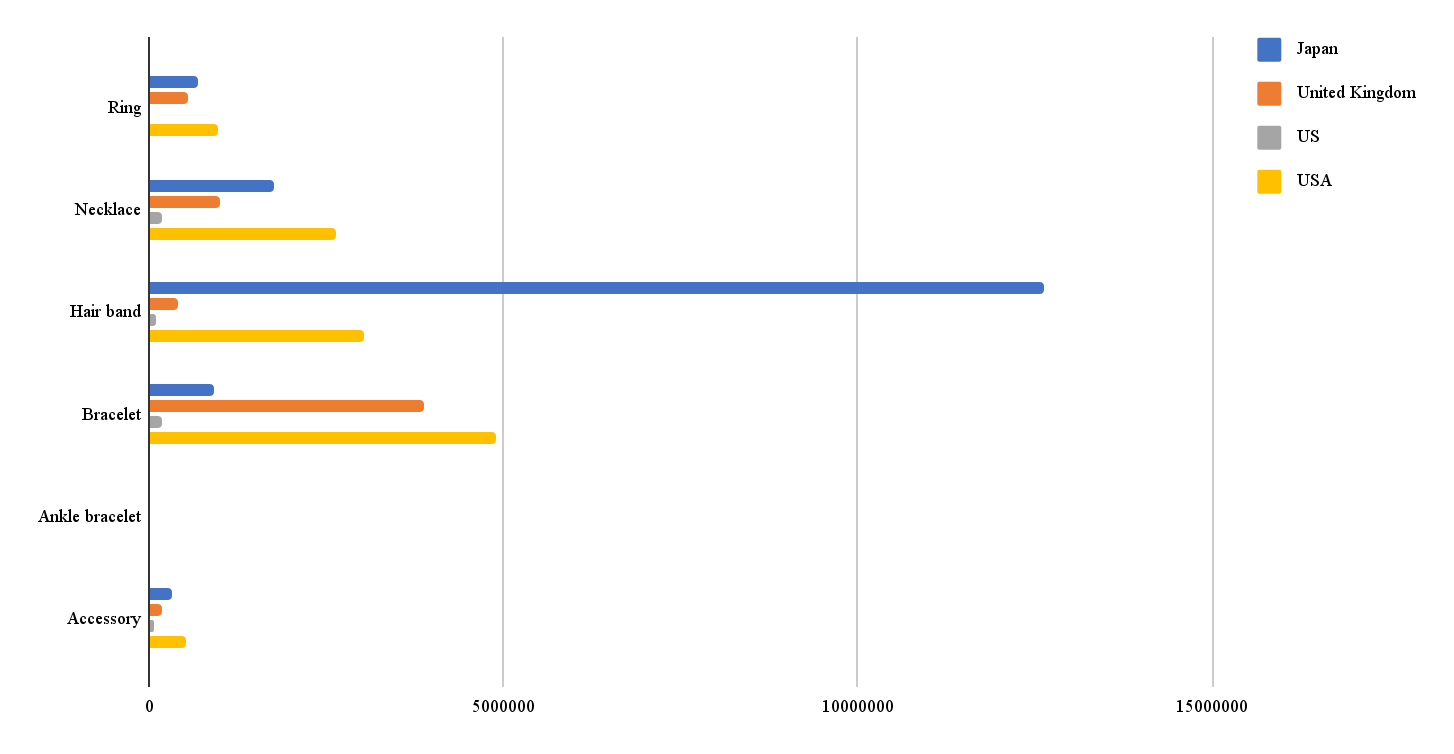 Ring
Necklace
Hair band
Bracelet
Ankle bracelet
Accessory
0
5000000
10000000
15000000
Japan
United Kingdom
US
USA